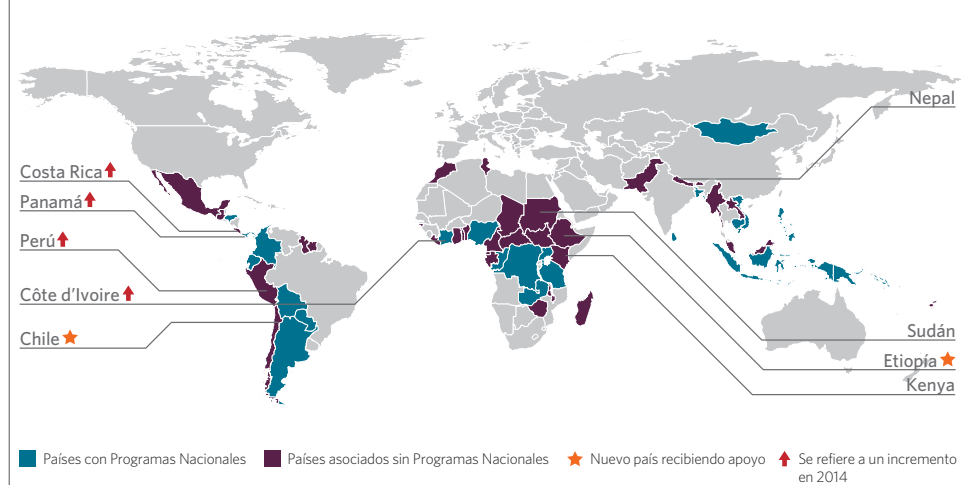 Nepal
Costa Rica
Panamá
Perú
Côte d’Ivoire
Chile
Sudán
Etiopía
Kenya
Países con Programas Nacionales
Países asociados sin Programas Nacionales
Nuevo país recibiendo apoyo
Se refiere a un incremento
en 2014